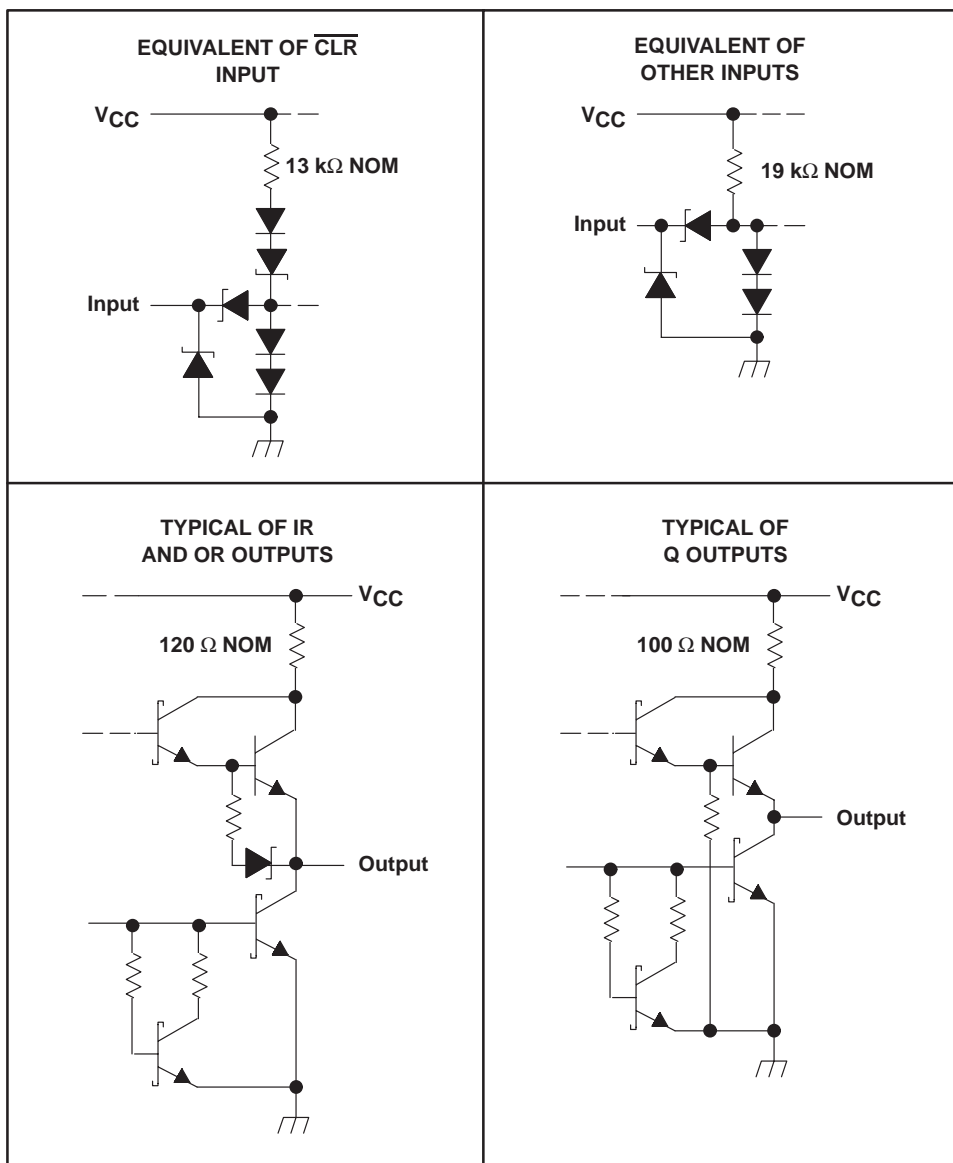 EQUIVALENT OF C̅L̅R̅
INPUT
VCC
13 kΩ NOM
Input
EQUIVALENT OF
OTHER INPUTS
VCC
19 kΩ NOM
Input
TYPICAL OF IR
AND OR OUTPUTS
VCC
120 Ω NOM
Output
TYPICAL OF
Q OUTPUTS
VCC
100 Ω NOM
Output